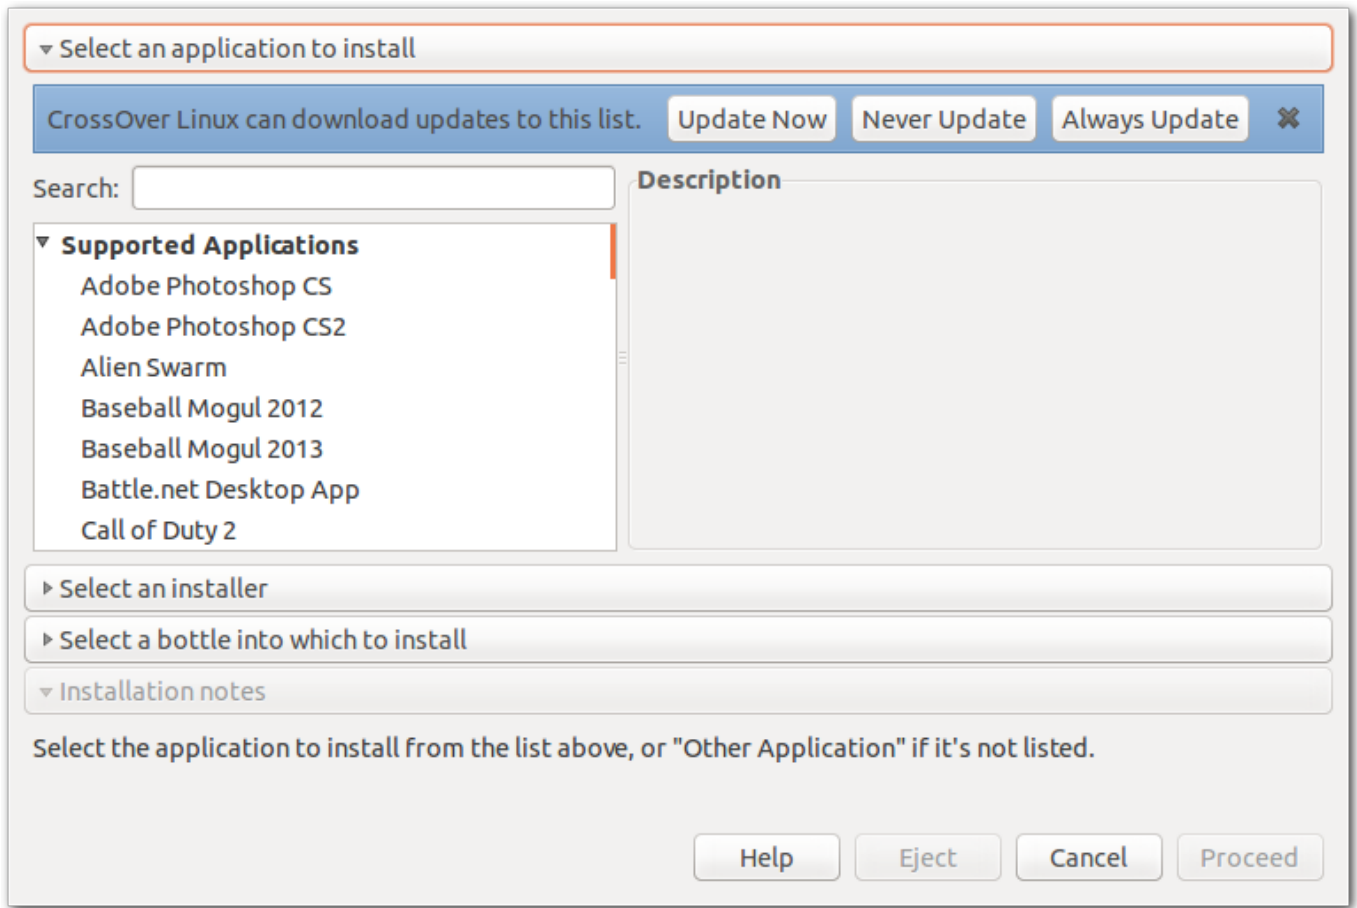 Select an application to install
CrossOver Linux can download updates to this list. Update Now Never Update Always Update
Search:
Description
Supported Applications
Adobe Photoshop CS
Adobe Photoshop CS2
Alien Swarm
Baseball Mogul 2012
Baseball Mogul 2013
Battle.net Desktop App
Call of Duty 2
Select an installer
Select a bottle into which to install
Installation notes
Select the application to install from the list above, or "Other Application" if it's not listed.
Help Eject Cancel Proceed